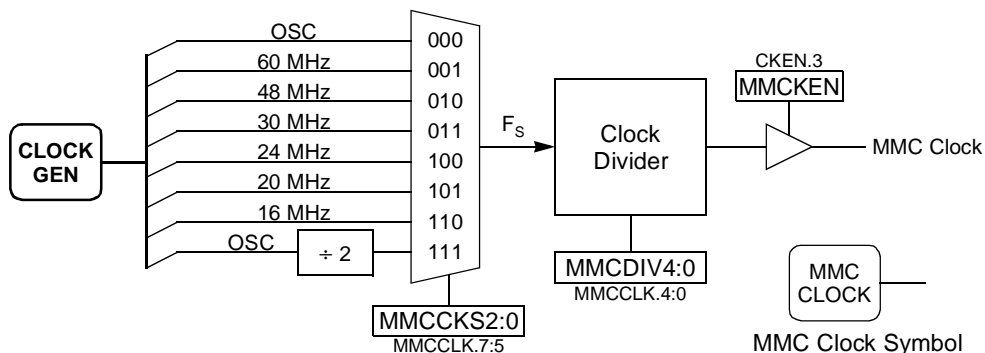 OSC
60 MHz
48 MHz
30 MHz
24 MHz
20 MHz
16 MHz
OSC
÷ 2
CLOCK
GEN
000
001
010
011
100
101
110
111
MMCCKS2:0
MMCCLK.7:5
FS
Clock
Divider
MMCDIV4:0
MMCCLK.4:0
CKEN.3
MMCKEN
MMC Clock
MMC
CLOCK
MMC Clock Symbol